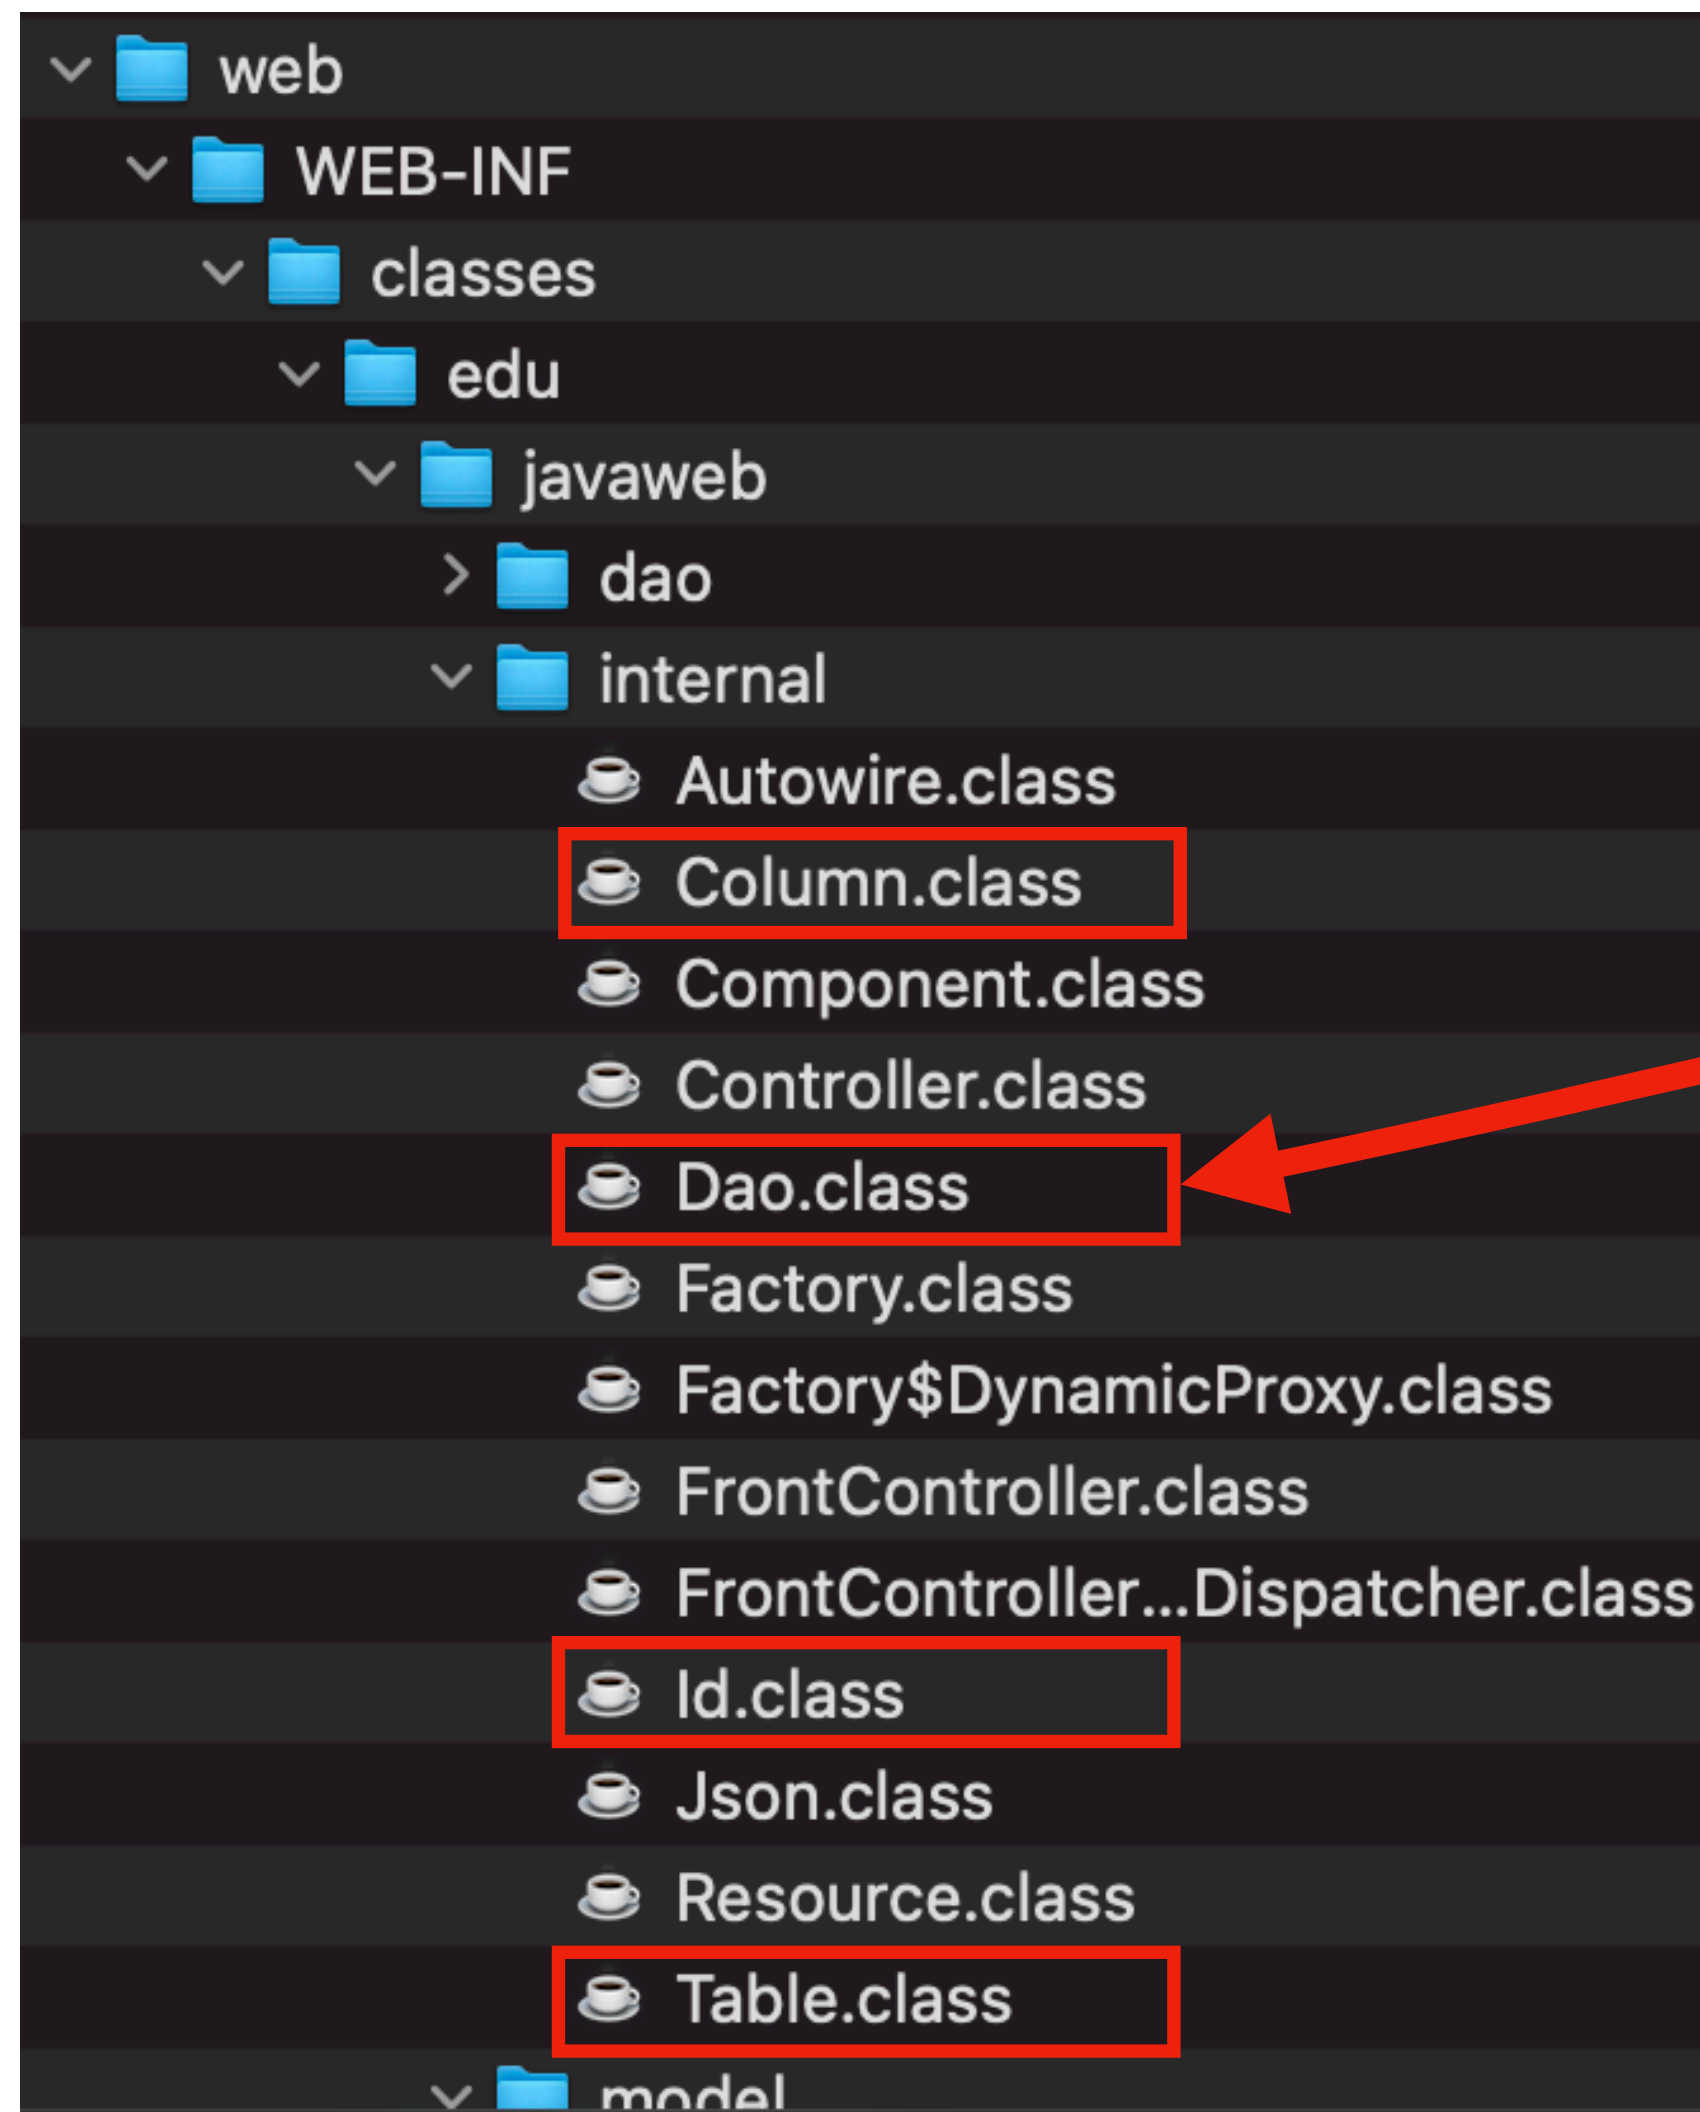 web
WEB-INF
classes
edu
javaweb
dao
internal
Autowire.class
Column.class
Component.class
Controller.class
Dao.class
Factory.class
Factory$DynamicProxy.class
FrontController.class
FrontController...Dispatcher.class
Id.class
Json.class
Resource.class
Table.class
model